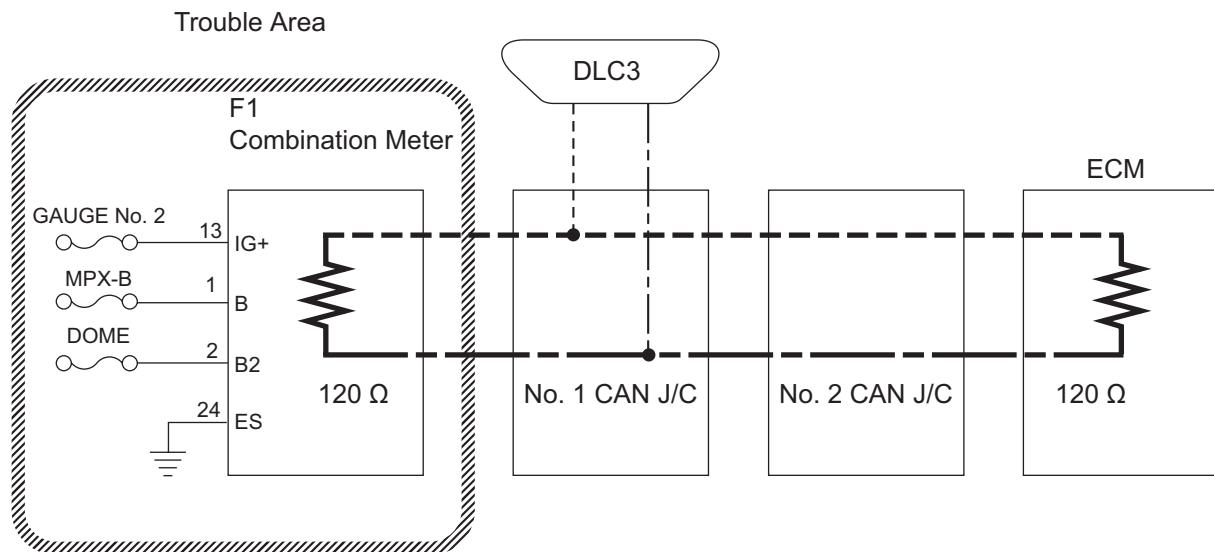 Trouble Area
DLC3
F1
Combination Meter
ECM
GAUGE No. 2
13
IG+
MPX-B
1
B
DOME
2
B2
120 Ω
No. 1 CAN J/C
No. 2 CAN J/C
120 Ω
24
ES